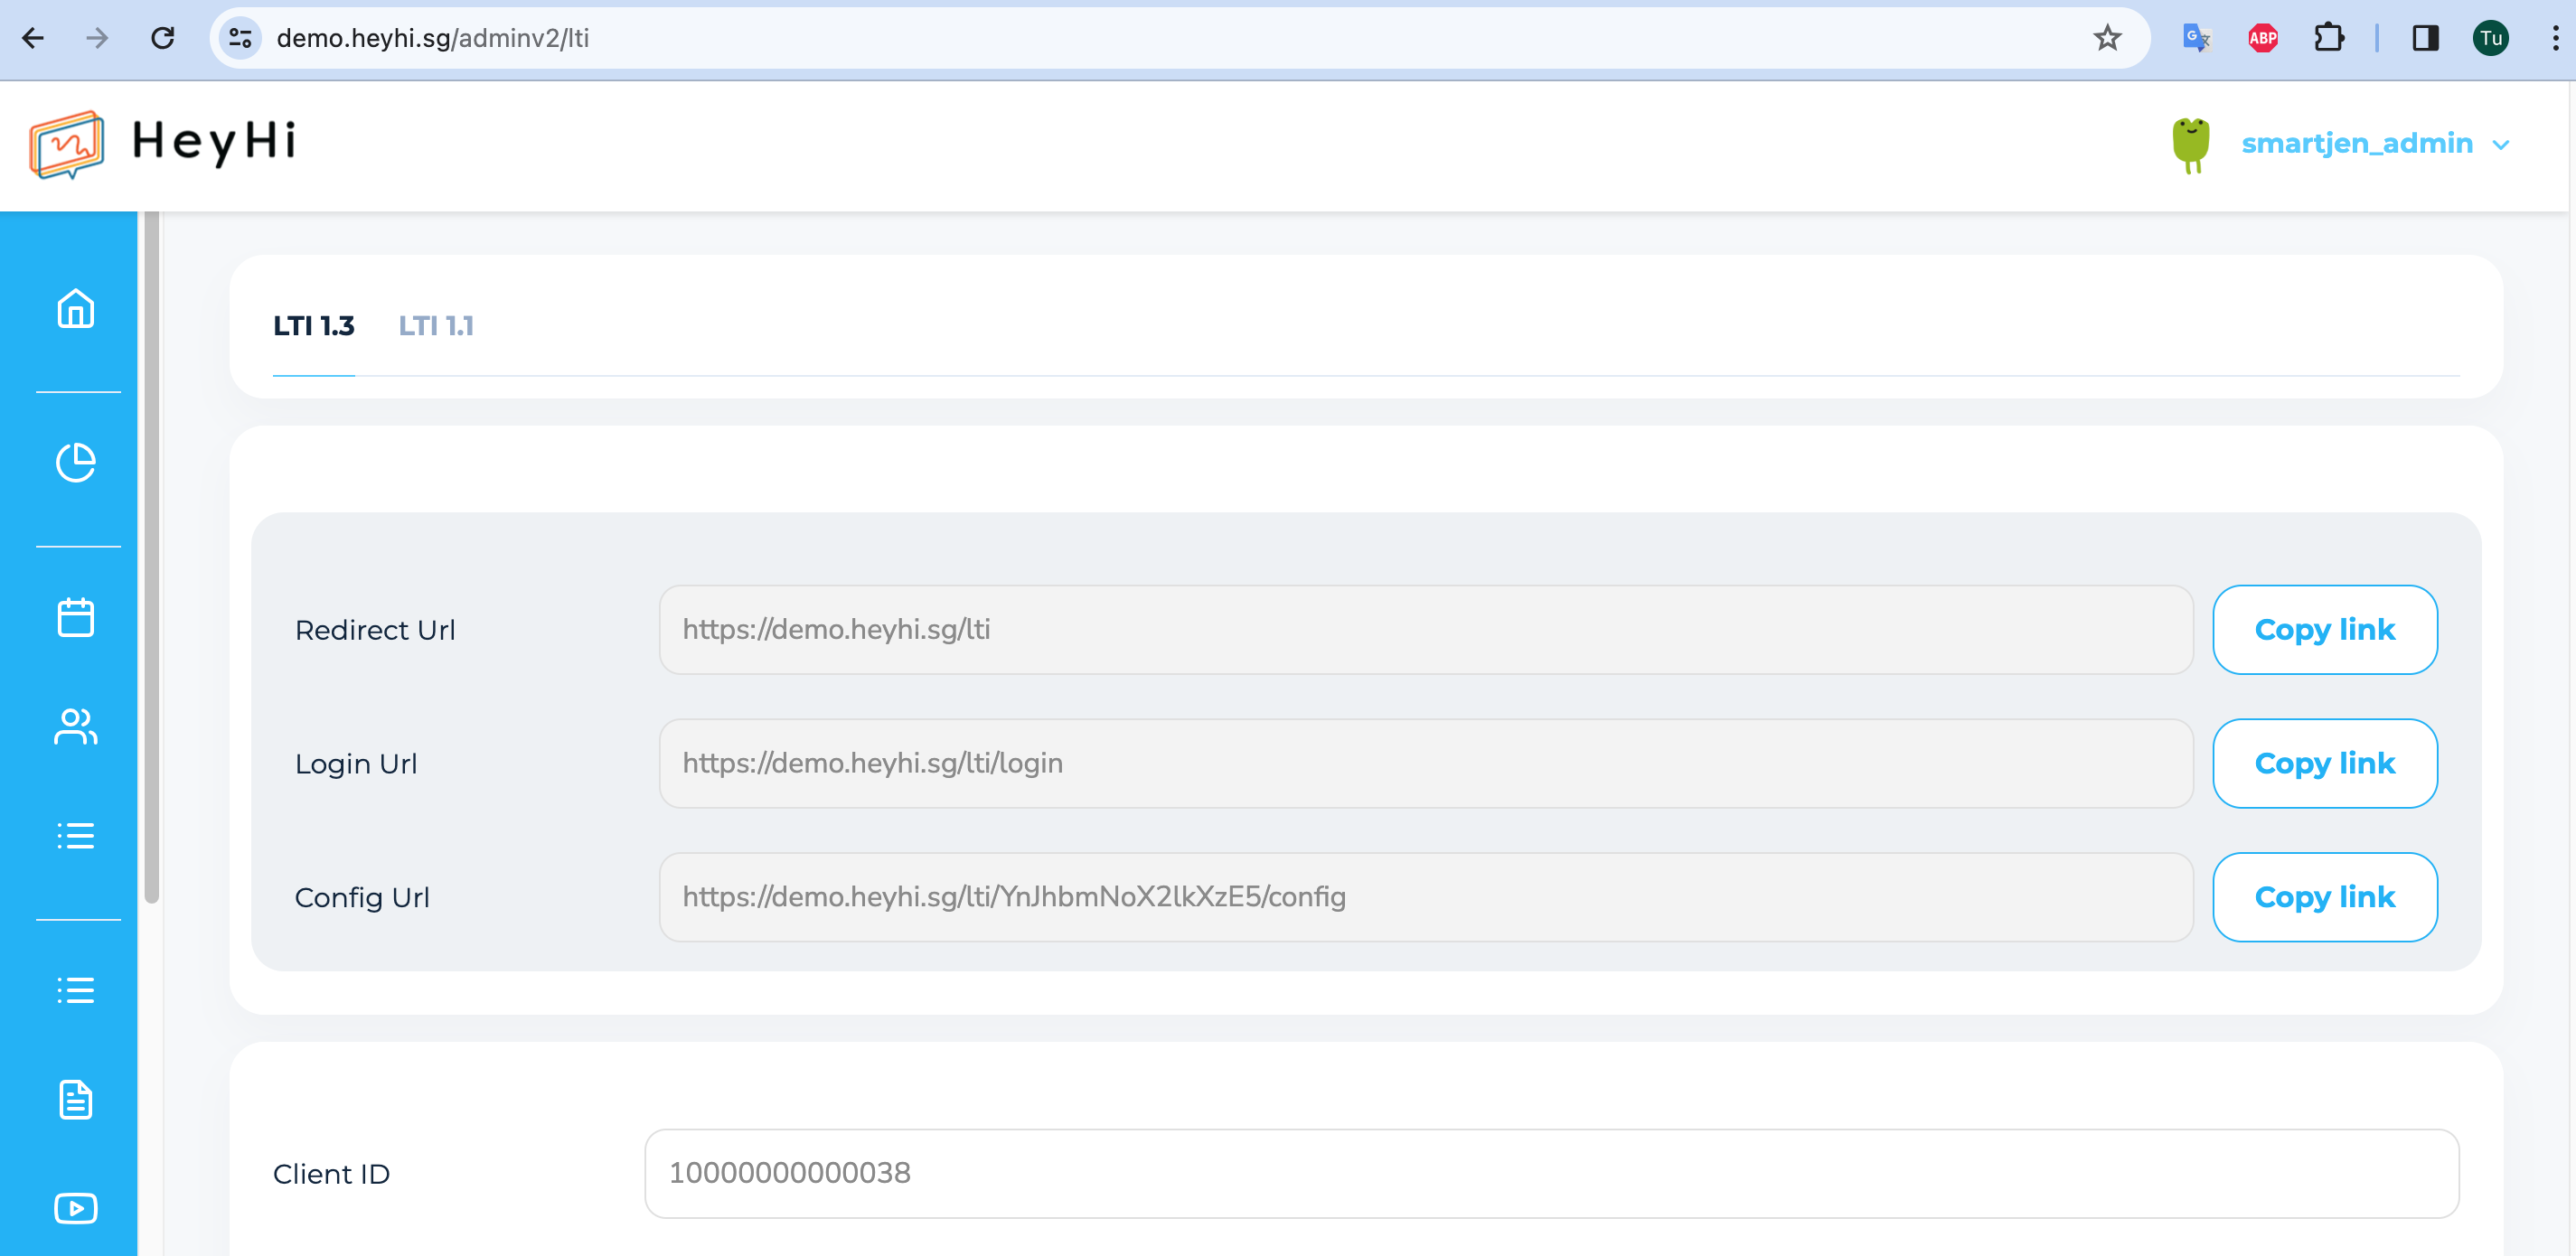 demo.heyhi.sg/adminv2/lti
ABP
Tu
HeyHi
smartjen_admin
LTI 1.3 LTI 1.1
Redirect Url https://demo.heyhi.sg/lti Copy link
Login Url https://demo.heyhi.sg/lti/login Copy link
Config Url https://demo.heyhi.sg/lti/YnJhbmNoX2lkXzE5/config Copy link
Client ID 10000000000038